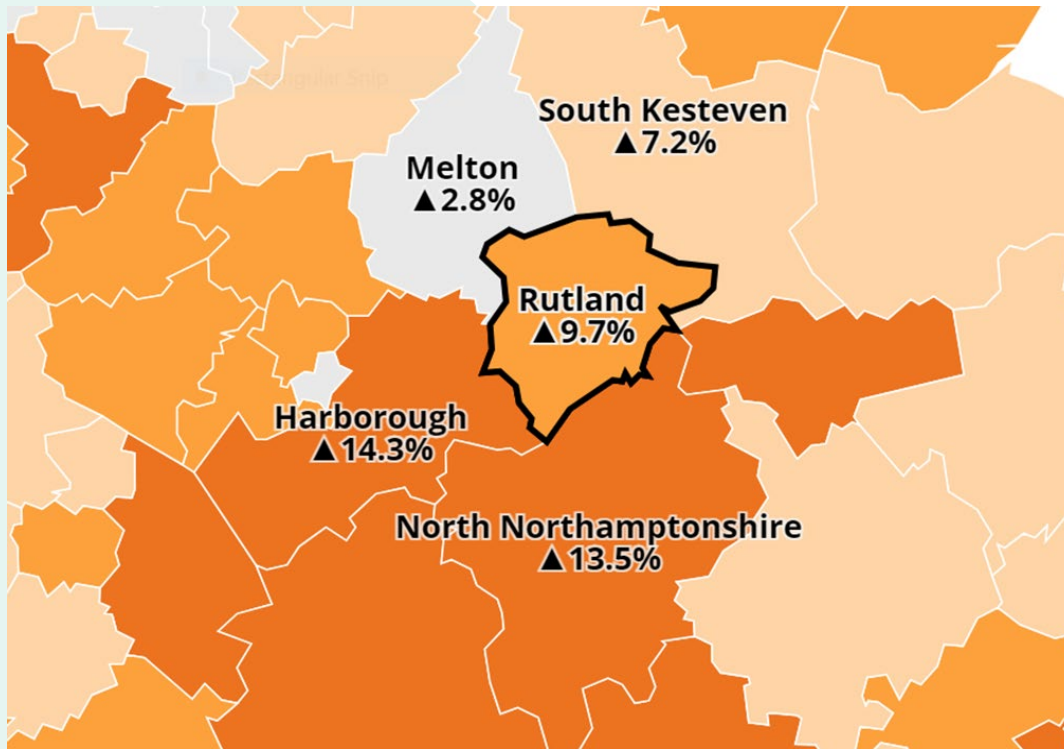 South Kesteven
▲7.2%
Melton
▲2.8%
Rutland
▲9.7%
Harborough
▲14.3%
North Northamptonshire
▲13.5%